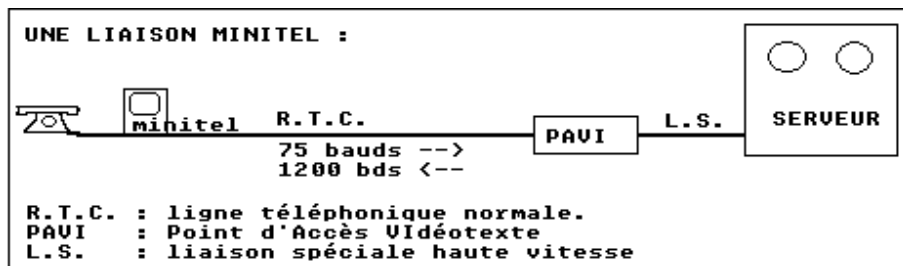 UNE LIAISON MINITEL :
minitel
R.T.C.
PAVI
L.S.
SERVEUR
75 bauds -->
1200 bds <--
R.T.C. : ligne téléphonique normale.
PAVI : Point d'Accès VIdéotexte
L.S. : liaison spéciale haute vitesse